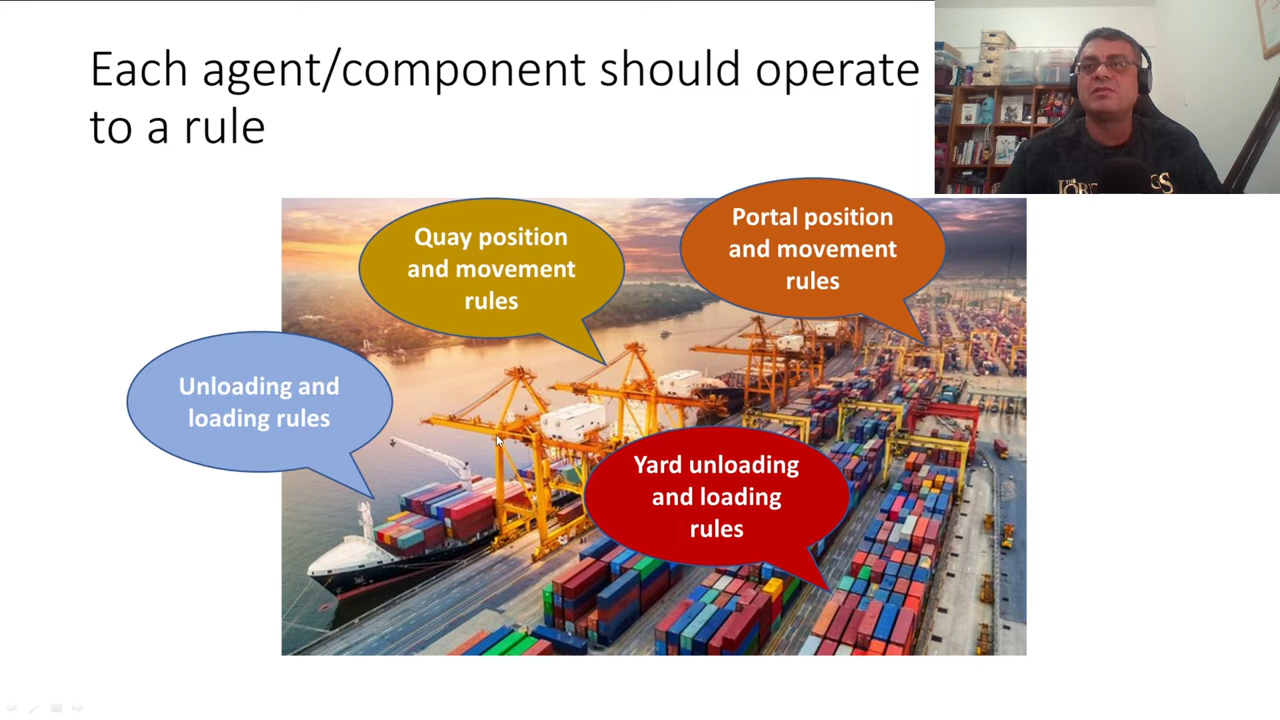 Each agent/component should operate
to a rule
Quay position
and movement
rules
Portal position
and movement
rules
Unloading and
loading rules
Yard unloading
and loading
rules
THE